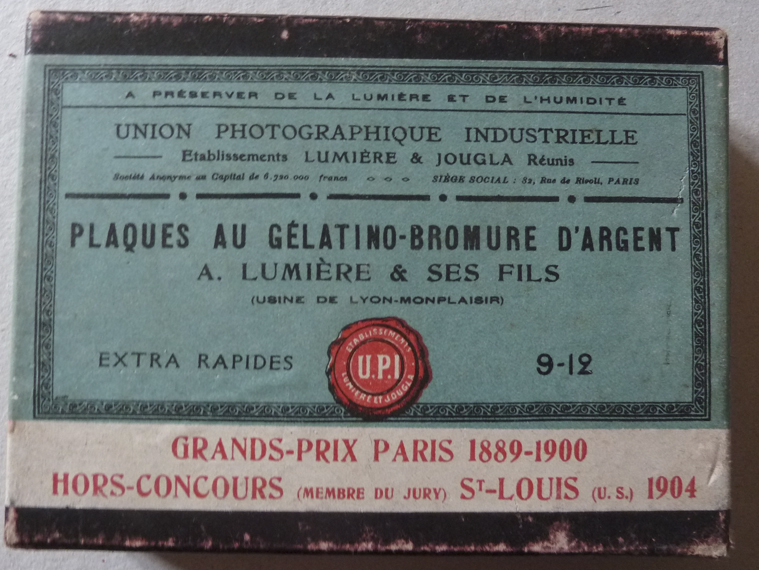 A PRÉSERVER DE LA LUMIÈRE ET DE L'HUMIDITÉ
UNION PHOTOGRAPHIQUE INDUSTRIELLE
Etablissements LUMIÈRE & JOUGLA Réunis
Société Anonyme au Capital de 6.720.000 francs SIÈGE SOCIAL : 82, Rue de Rivoli, PARIS
PLAQUES AU GÉLATINO-BROMURE D'ARGENT
A. LUMIÈRE & SES FILS
(USINE DE LYON-MONPLAISIR)
EXTRA RAPIDES
ETABLISSEMENTS
U.P.I
LUMIÈRE ET JOUGLA
9-12
GRANDS-PRIX PARIS 1889-1900
HORS-CONCOURS (MEMBRE DU JURY) ST-LOUIS (U.S.) 1904